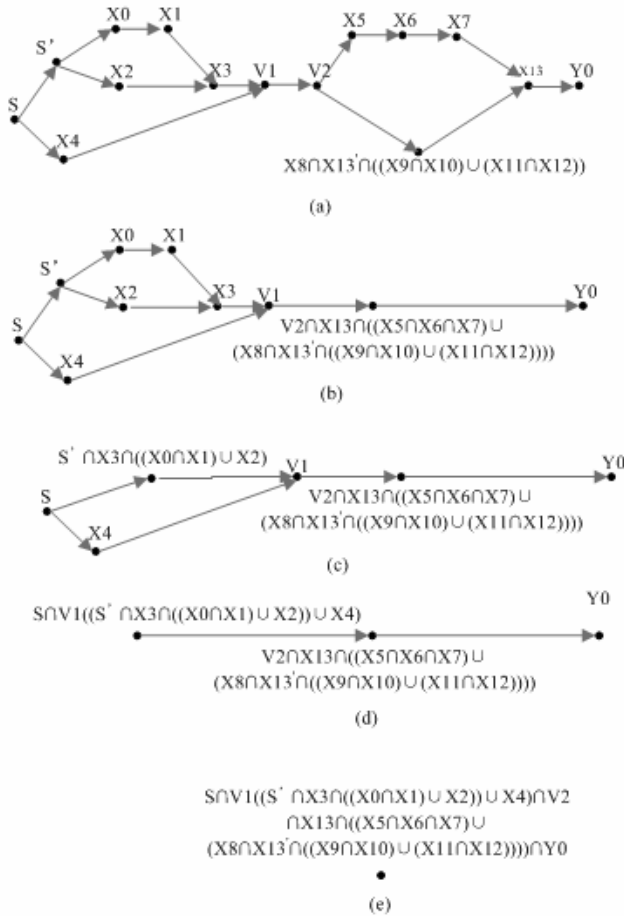 X0 X1
S'
X2 X3
S
X4
V1 V2
X5 X6 X7
X13 Y0
X8∩X13'∩((X9∩X10)∪(X11∩X12))
(a)
X0 X1
S'
X2 X3
S
X4
V1 Y0
V2∩X13∩((X5∩X6∩X7)∪
(X8∩X13'∩((X9∩X10)∪(X11∩X12))))
(b)
S'∩X3∩((X0∩X1)∪X2)
S
X4
V1 Y0
V2∩X13∩((X5∩X6∩X7)∪
(X8∩X13'∩((X9∩X10)∪(X11∩X12))))
(c)
Y0
S∩V1((S'∩X3∩((X0∩X1)∪X2))∪X4)
V2∩X13∩((X5∩X6∩X7)∪
(X8∩X13'∩((X9∩X10)∪(X11∩X12))))
(d)
S∩V1((S'∩X3∩((X0∩X1)∪X2))∪X4)∩V2
∩X13∩((X5∩X6∩X7)∪
(X8∩X13'∩((X9∩X10)∪(X11∩X12))))∩Y0
(e)